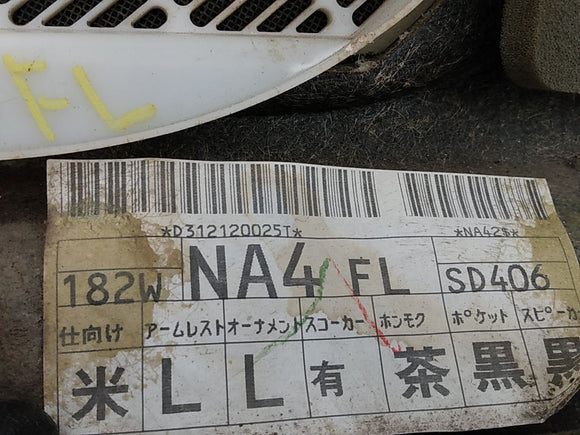 FL
*D312120025T* *NA42$*
182W NA4 FL SD406
仕向け アームレスト オーナメント スコーカー ホンモク ポケット スピーカ
米 L L 有 茶 黒 黒